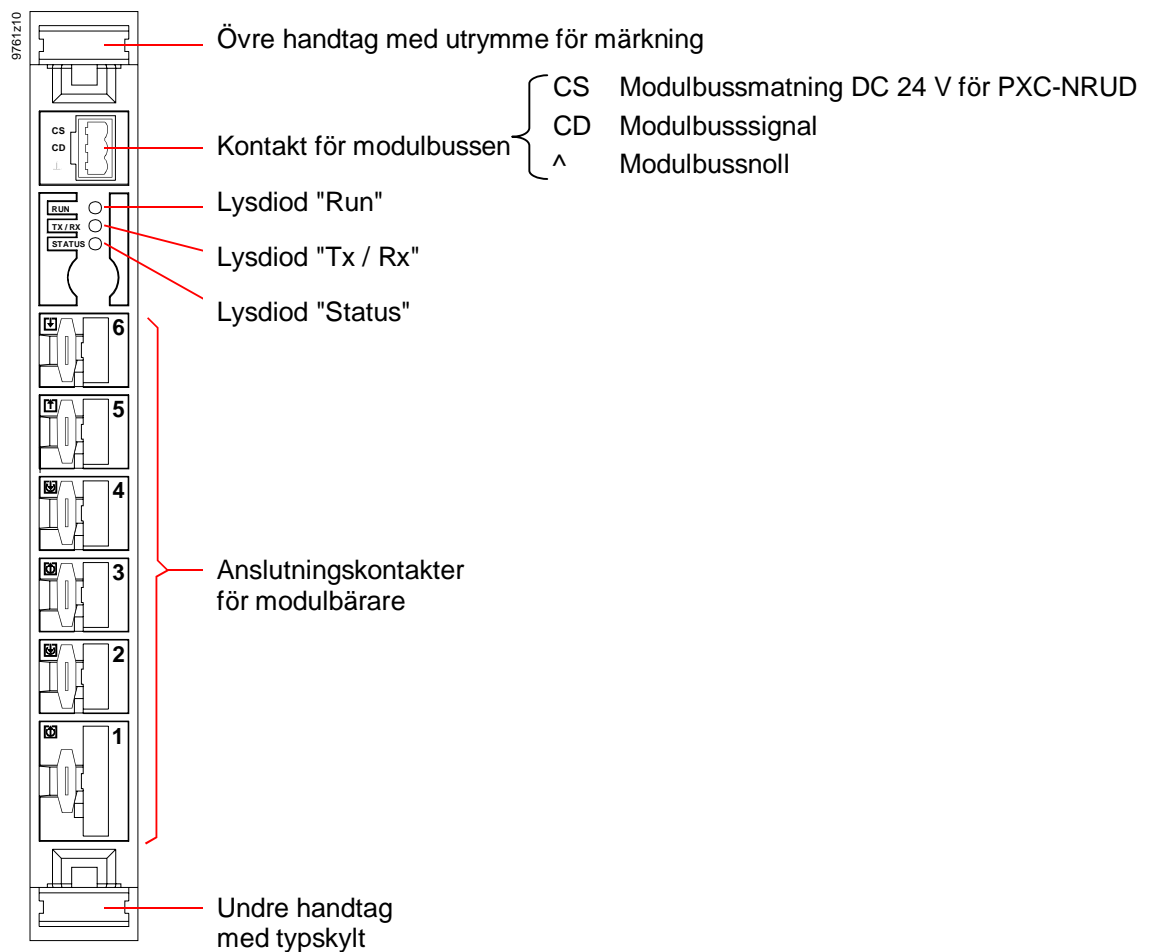 9761z10
Övre handtag med utrymme för märkning
CS Modulbussmatning DC 24 V för PXC-NRUD
CD Modulbusssignal
^ Modulbussnoll
Kontakt för modulbussen
CS
CD
⊥
Lysdiod "Run"
Lysdiod "Tx / Rx"
Lysdiod "Status"
RUN
TX / RX
STATUS
6
5
4
3
2
1
Anslutningskontakter
för modulbärare
Undre handtag
med typskylt